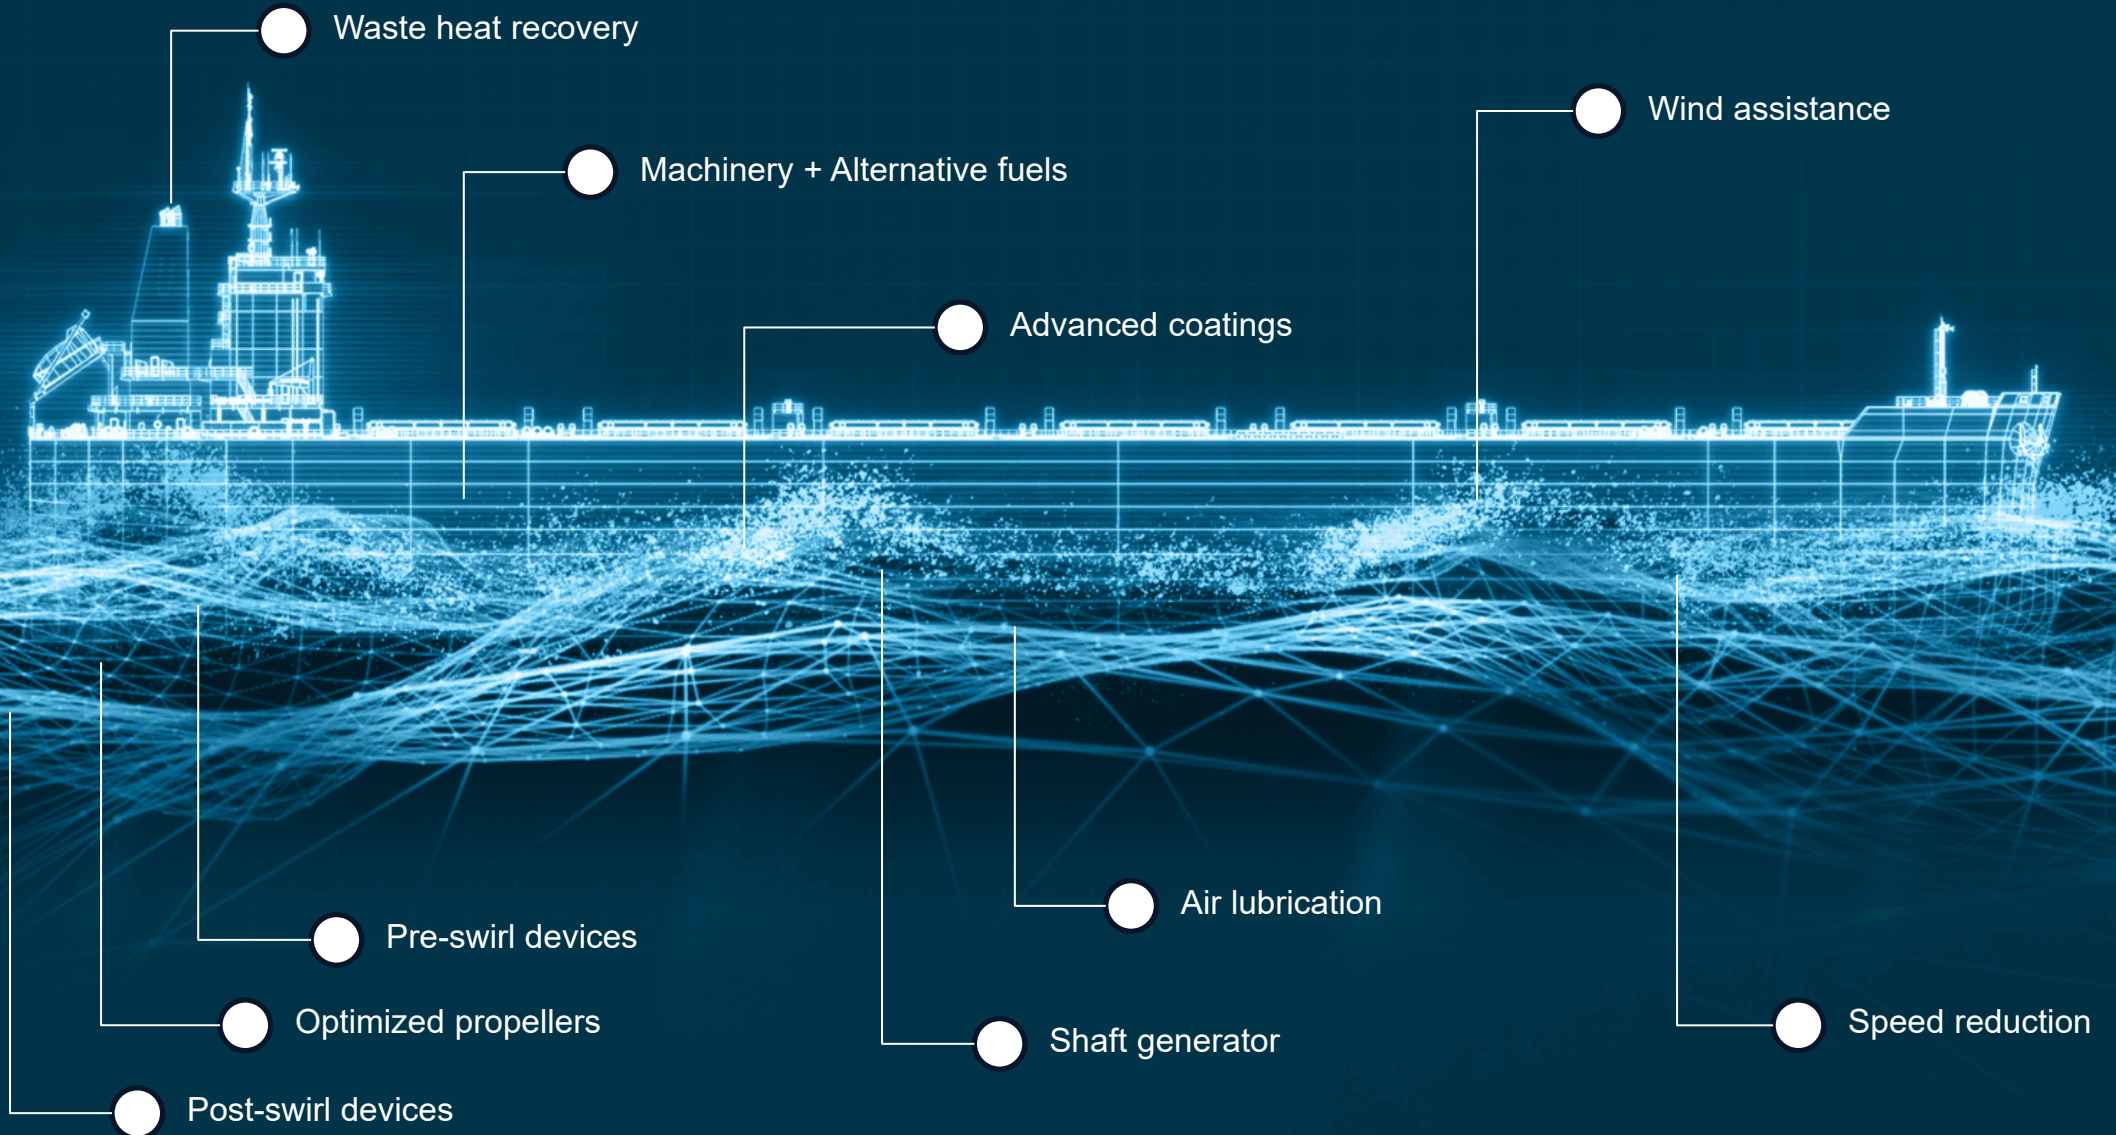 Waste heat recovery
Wind assistance
Machinery + Alternative fuels
Advanced coatings
Air lubrication
Pre-swirl devices
Optimized propellers
Speed reduction
Shaft generator
Post-swirl devices